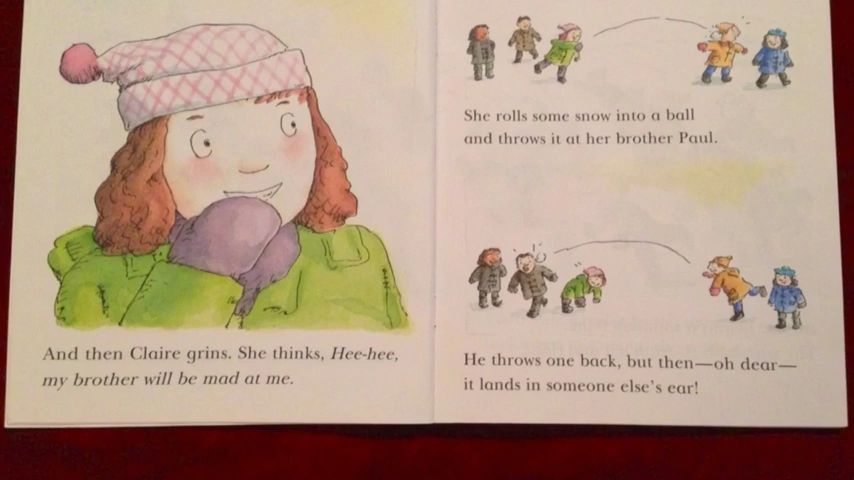 And then Claire grins. She thinks, Hee-hee,
my brother will be mad at me.
She rolls some snow into a ball
and throws it at her brother Paul.
He throws one back, but then—oh dear—
it lands in someone else's ear!